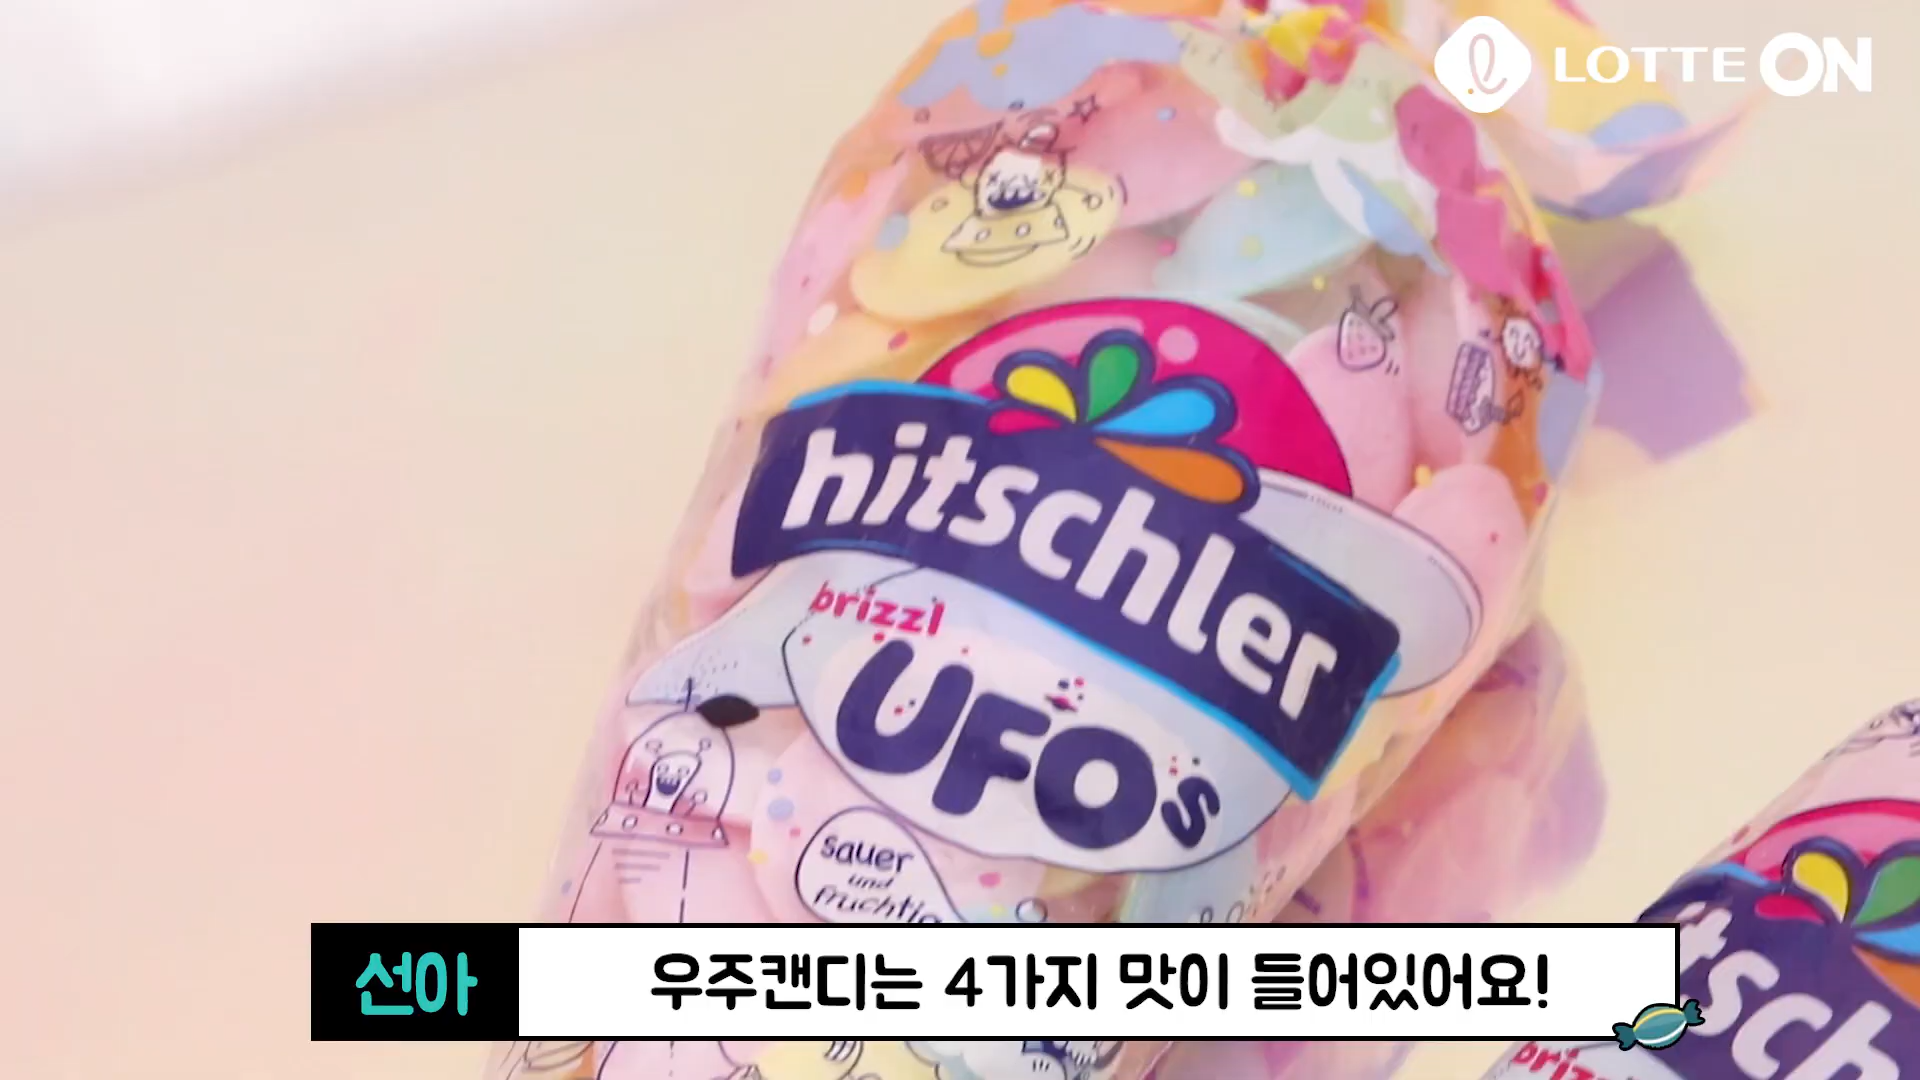 LOTTE ON
hitschler
brizzl
UFOs
sauer
und
fruchtig
선아
우주캔디는 4가지 맛이 들어있어요!